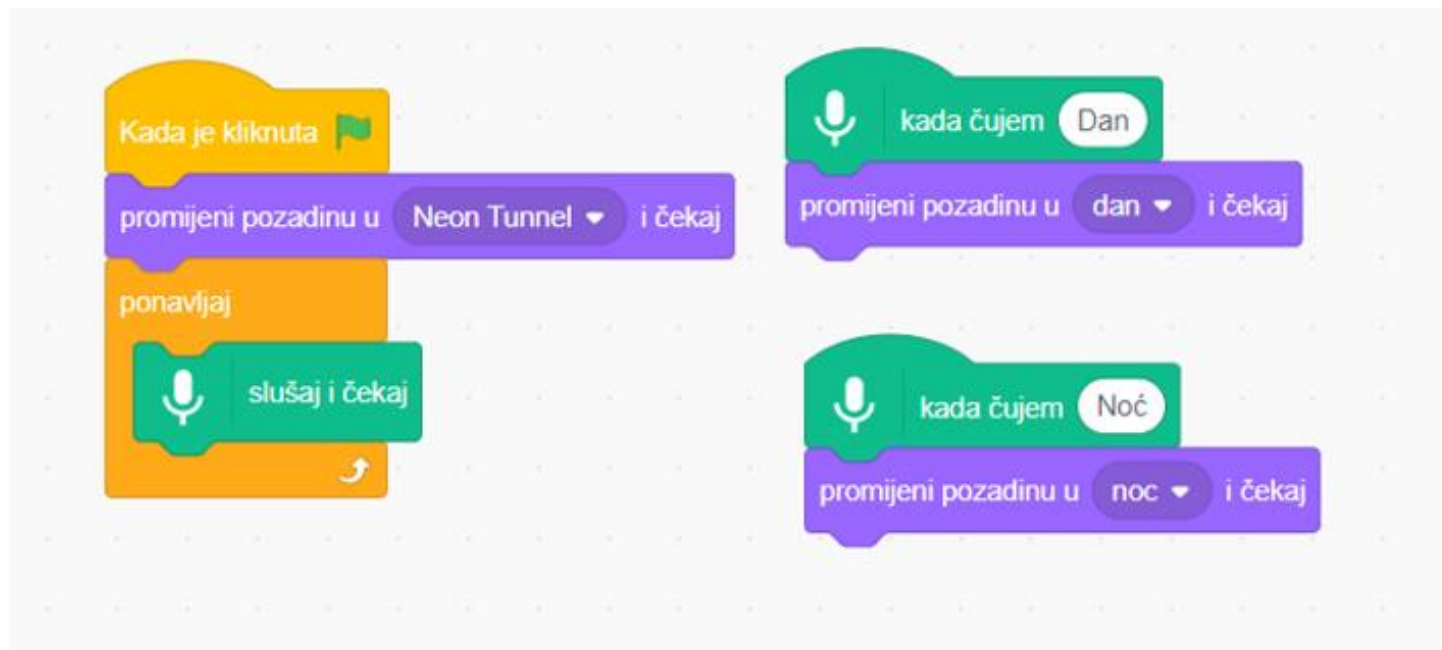 Kada je kliknuta
promijeni pozadinu u Neon Tunnel i čekaj
ponavljaj
slušaj i čekaj
kada čujem Dan
promijeni pozadinu u dan i čekaj
kada čujem Noć
promijeni pozadinu u noc i čekaj